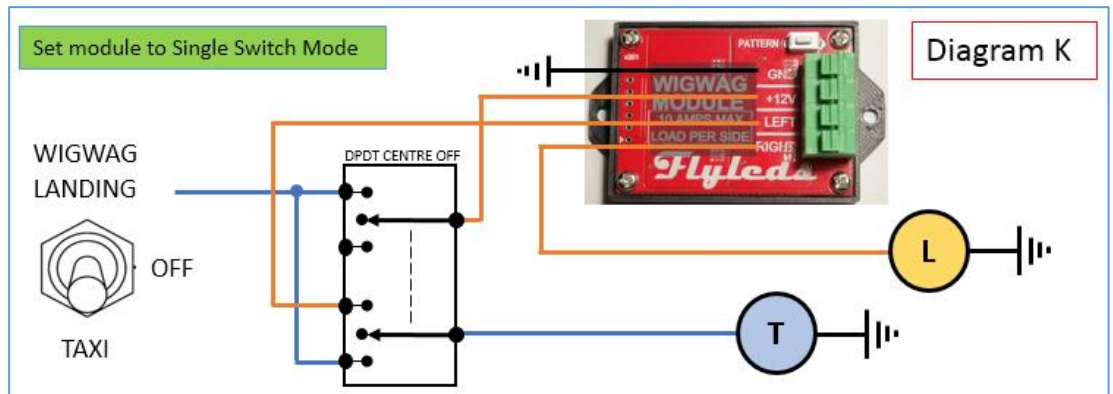 Set module to Single Switch Mode
Diagram K
PATTERN
GND
WIGWAG
MODULE
+12V
10 AMPS MAX
LEFT
LOAD PER SIDE
RIGHT
Flyleds
WIGWAG
LANDING
DPDT CENTRE OFF
OFF
TAXI
L
T